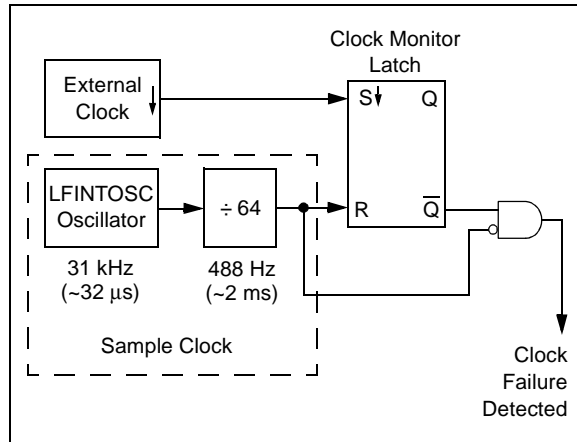 Clock Monitor
Latch
External
Clock
S
Q
LFINTOSC
Oscillator
÷ 64
R
Q̅
31 kHz
(~32 μs)
488 Hz
(~2 ms)
Sample Clock
Clock
Failure
Detected